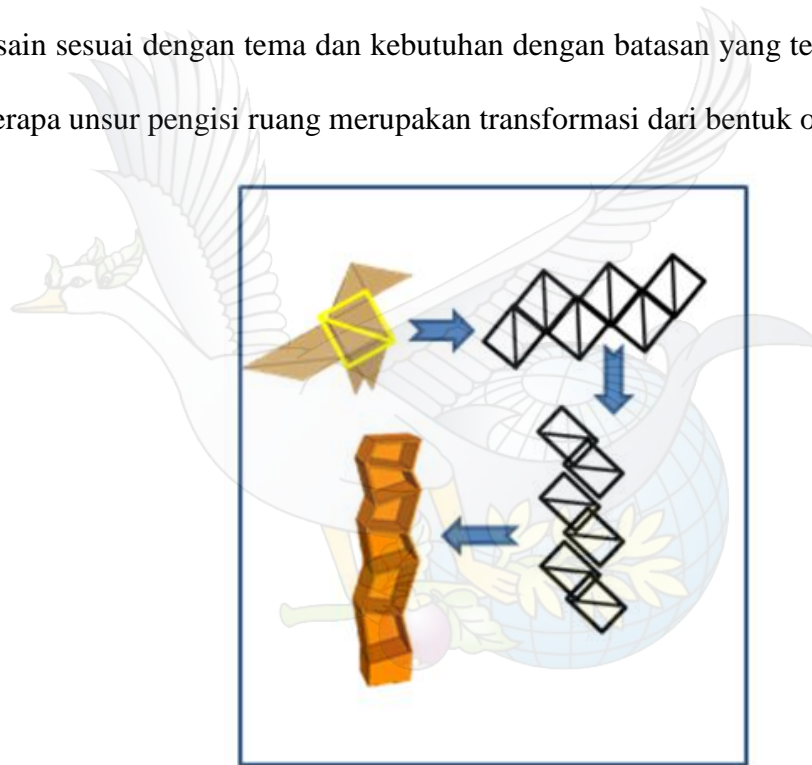 sain sesuai dengan tema dan kebutuhan dengan batasan yang te
erapa unsur pengisi ruang merupakan transformasi dari bentuk o